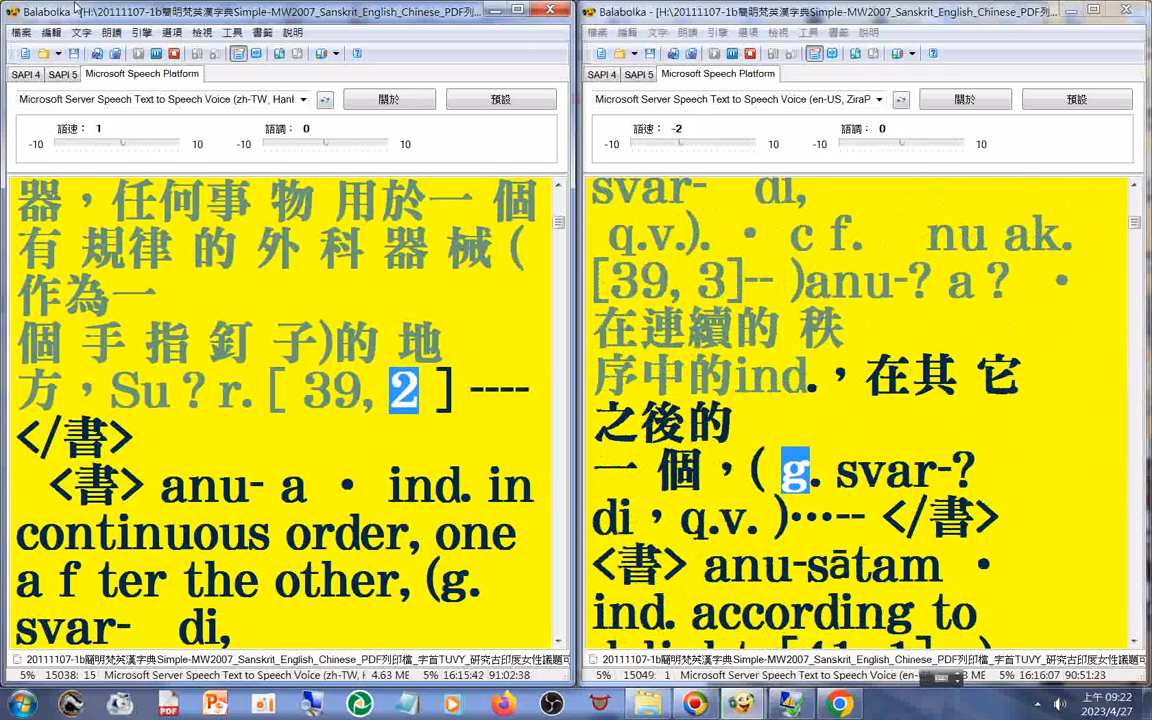 Balabolka - [H:\20111107-1b簡明梵英漢字典Simple-MW2007_Sanskrit_English_Chinese_PDF列...
檔案 編輯 文字 朗讀 引擎 選項 檢視 工具 書籤 說明
SAPI 4 SAPI 5 Microsoft Speech Platform
Microsoft Server Speech Text to Speech Voice (zh-TW, Han
關於 預設
語速： 1 語調： 0
-10 10 -10 10
器，任何事 物 用於一 個
有 規律 的 外 科 器 械 (
作為一
個 手 指 釘 子)的 地
方，Su ? r. [ 39, 2 ] ----
</書>
<書> anu- a • ind. in
continuous order, one
a f ter the other, (g.
svar- di,
20111107-1b簡明梵英漢字典Simple-MW2007_Sanskrit_English_Chinese_PDF列印檔_字首TUVY_研究古印度女性議題可
5% 15038: 15 Microsoft Server Speech Text to Speech Voice (zh-TW, H 4.63 ME 5% 16:15:42 91:02:38
Balabolka - [H:\20111107-1b簡明梵英漢字典Simple-MW2007_Sanskrit_English_Chinese_PDF列印...
檔案 編輯 文字 朗讀 引擎 選項 檢視 工具 書籤 說明
SAPI 4 SAPI 5 Microsoft Speech Platform
Microsoft Server Speech Text to Speech Voice (en-US, ZiraP
關於 預設
語速： -2 語調： 0
-10 10 -10 10
svar- di,
q.v.). • c f. nu ak.
[39, 3]-- )anu-? a ? •
在連續的 秩
序中的ind.，在其 它
之後的
一 個，( g. svar-?
di，q.v. )…-- </書>
<書> anu-sātam •
ind. according to
20111107-1b簡明梵英漢字典Simple-MW2007_Sanskrit_English_Chinese_PDF列印檔_字首TUVY_研究古印度女性議題可
5% 15049: 1 Microsoft Server Speech Text to Speech Voice (en-US, Z 4.63 ME 5% 16:16:07 90:51:23
上午 09:22
2023/4/27